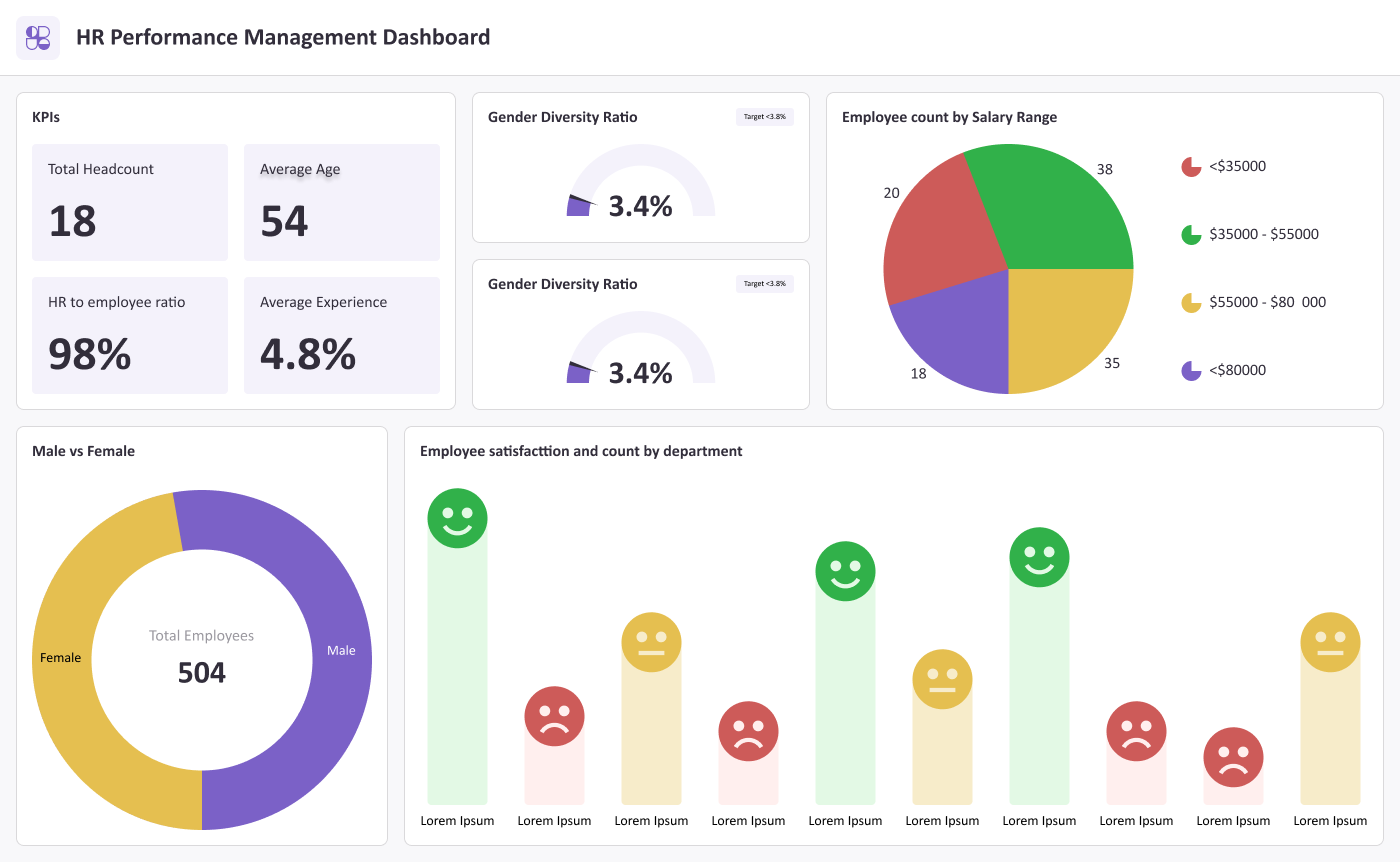 HR Performance Management Dashboard
KPIs
Total Headcount
18
Average Age
54
HR to employee ratio
98%
Average Experience
4.8%
Gender Diversity Ratio
Target <3.8%
3.4%
Gender Diversity Ratio
Target <3.8%
3.4%
Employee count by Salary Range
38
20
18
35
<$35000
$35000 - $55000
$55000 - $80  000
<$80000
Male vs Female
Total Employees
504
Female
Male
Employee satisfacttion and count by department
Lorem Ipsum
Lorem Ipsum
Lorem Ipsum
Lorem Ipsum
Lorem Ipsum
Lorem Ipsum
Lorem Ipsum
Lorem Ipsum
Lorem Ipsum
Lorem Ipsum